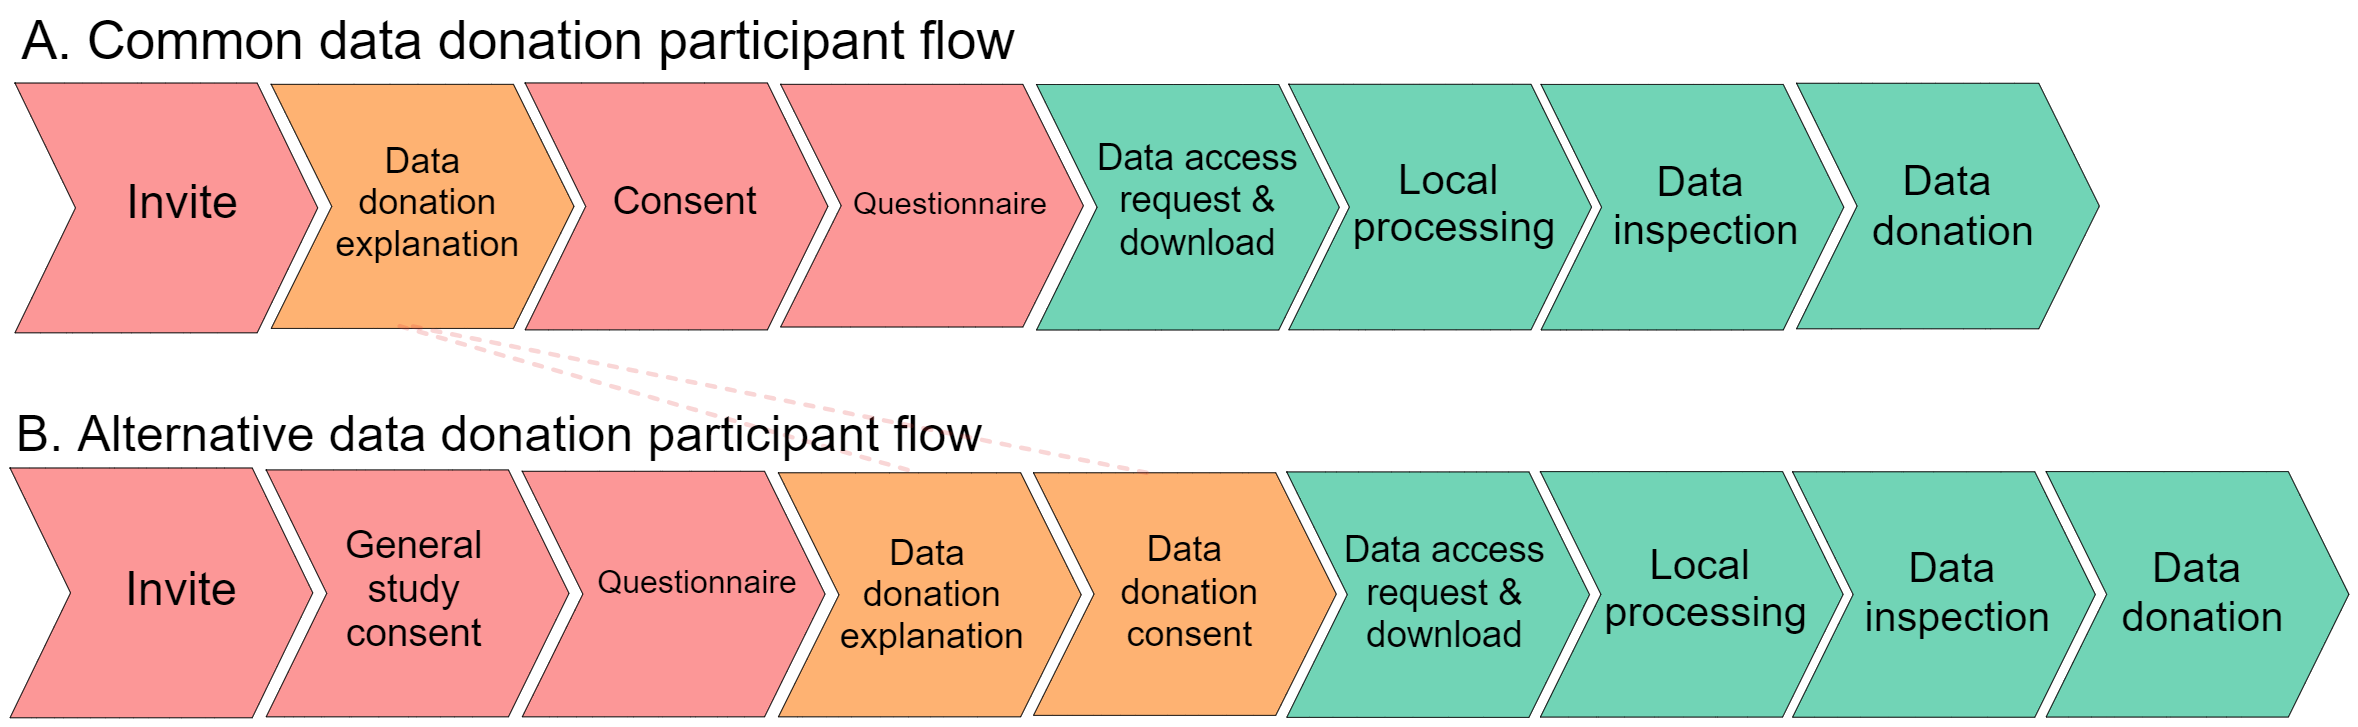 A. Common data donation participant flow
Invite
Data
donation
explanation
Consent
Questionnaire
Data access
request &
download
Local
processing
Data
inspection
Data
donation
B. Alternative data donation participant flow
Invite
General
study
consent
Questionnaire
Data
donation
explanation
Data
donation
consent
Data access
request &
download
Local
processing
Data
inspection
Data
donation